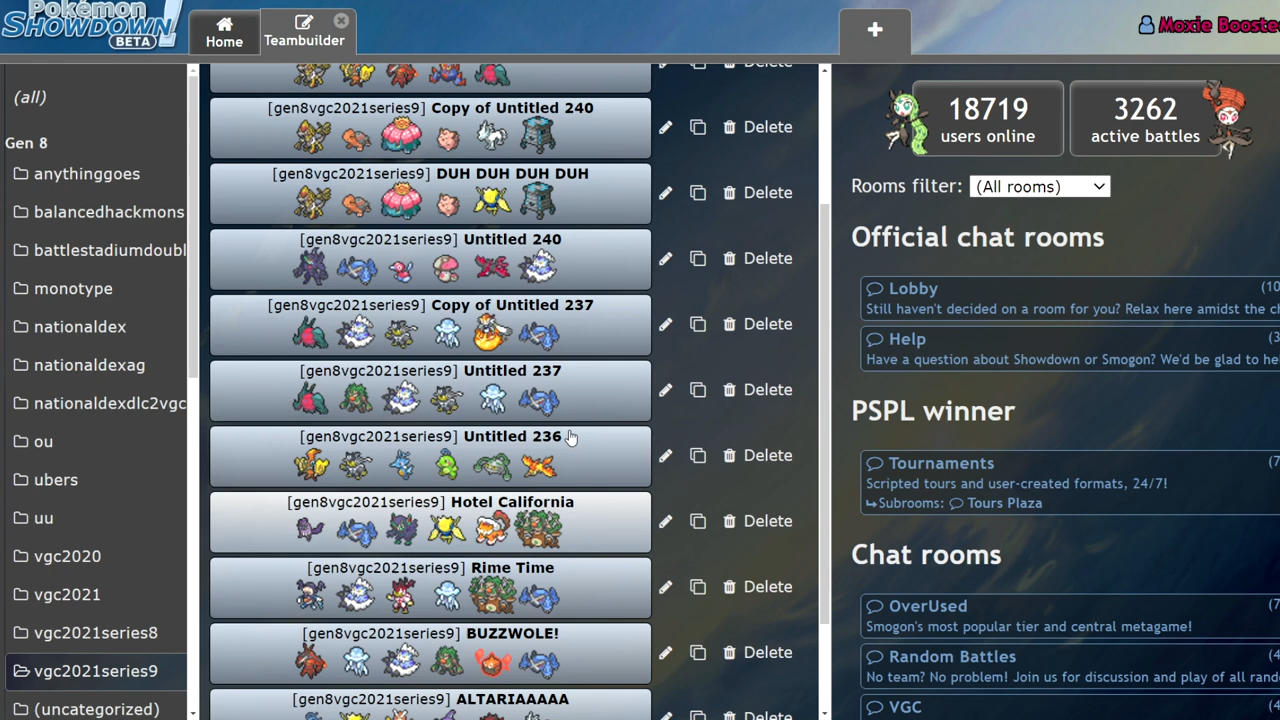 Pokémon
SHOWDOWN!
BETA
Home
Teambuilder
+
Moxie Booste
(all)
Gen 8
anythinggoes
balancedhackmons
battlestadiumdoubl
monotype
nationaldex
nationaldexag
nationaldexdlc2vgc
ou
ubers
uu
vgc2020
vgc2021
vgc2021series8
vgc2021series9
(uncategorized)
[gen8vgc2021series9] Copy of Untitled 240
Delete
[gen8vgc2021series9] DUH DUH DUH DUH
Delete
[gen8vgc2021series9] Untitled 240
Delete
[gen8vgc2021series9] Copy of Untitled 237
Delete
[gen8vgc2021series9] Untitled 237
Delete
[gen8vgc2021series9] Untitled 236
Delete
[gen8vgc2021series9] Hotel California
Delete
[gen8vgc2021series9] Rime Time
Delete
[gen8vgc2021series9] BUZZWOLE!
Delete
[gen8vgc2021series9] ALTARIAAAAA
18719
users online
3262
active battles
Rooms filter: (All rooms)
Official chat rooms
Lobby (10
Still haven't decided on a room for you? Relax here amidst the ch
Help (3
Have a question about Showdown or Smogon? We'd be glad to he
PSPL winner
Tournaments (7
Scripted tours and user-created formats, 24/7!
Subrooms: Tours Plaza
Chat rooms
OverUsed (7
Smogon's most popular tier and central metagame!
Random Battles (4
No team? No problem! Join us for discussion and play of all rand
VGC (4